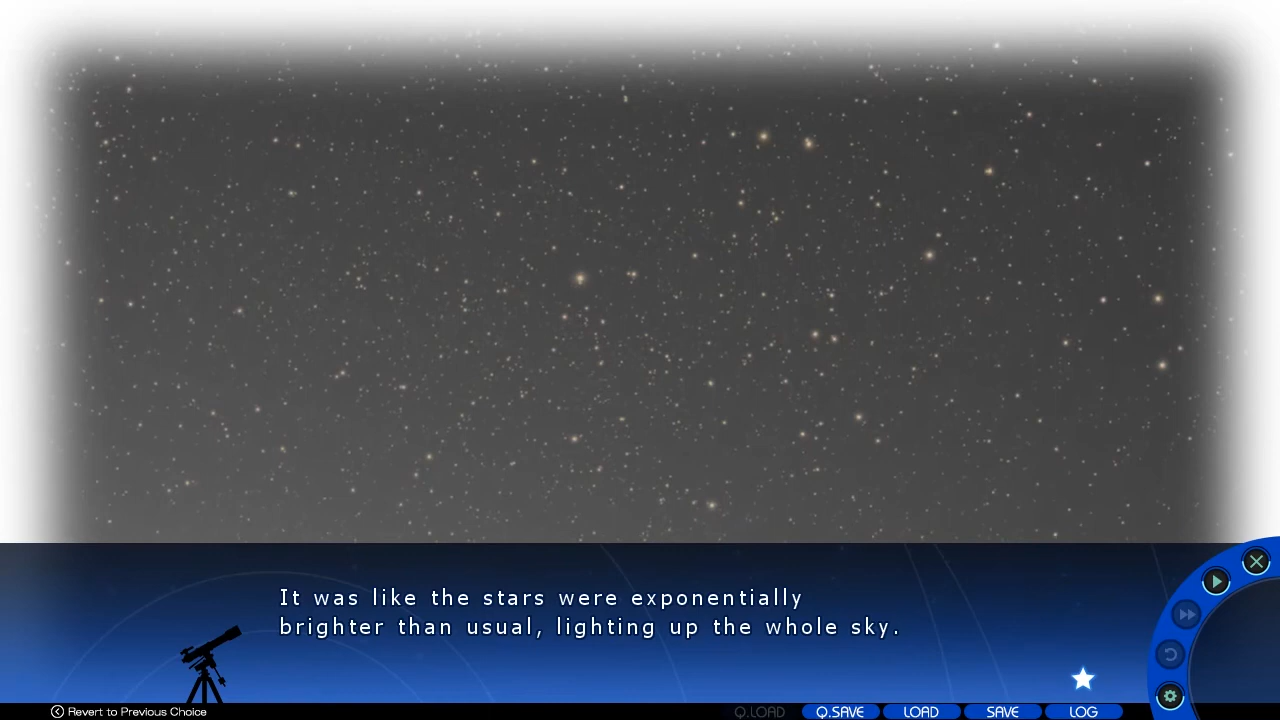 It was like the stars were exponentially
brighter than usual, lighting up the whole sky.
Revert to Previous Choice
Q.LOAD Q.SAVE LOAD SAVE LOG